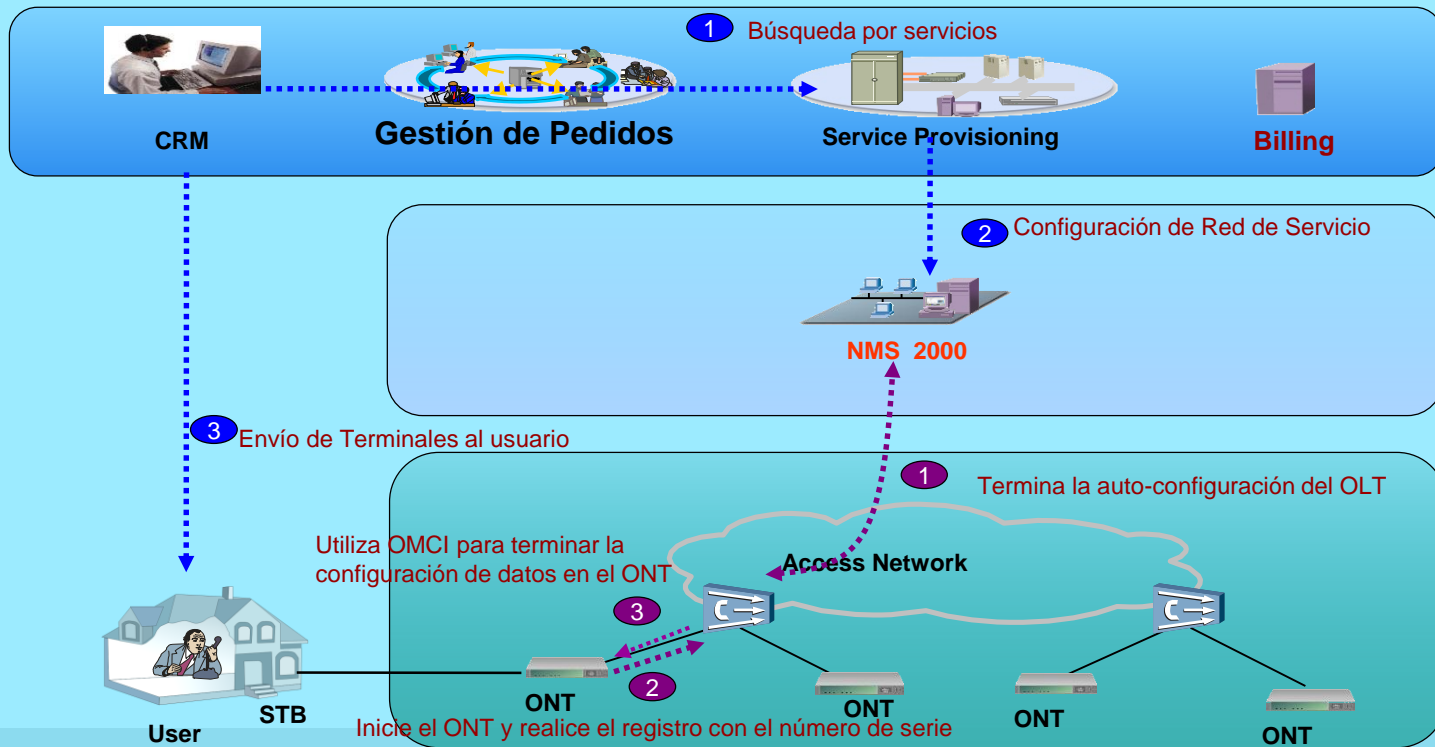 1 Búsqueda por servicios
CRM
Gestión de Pedidos
Service Provisioning
Billing
2 Configuración de Red de Servicio
NMS 2000
3 Envío de Terminales al usuario
1
Termina la auto-configuración del OLT
Utiliza OMCI para terminar la
configuración de datos en el ONT
Access Network
3
2
ONT
ONT
ONT
ONT
STB
User
Inicie el ONT y realice el registro con el número de serie